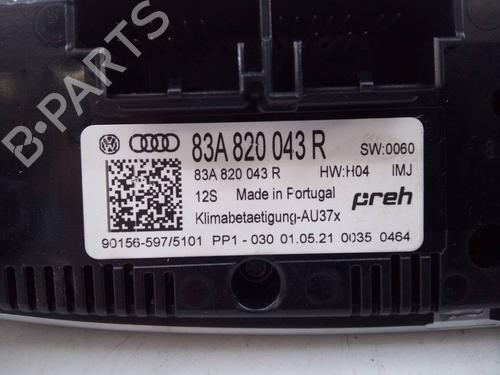 83A 820 043 R SW:0060
83A 820 043 R HW:H04 IMJ
12S Made in Portugal preh
Klimabetaetigung-AU37x
90156-597/5101 PP1-030 01.05.21 0035 0464
B-PARTS